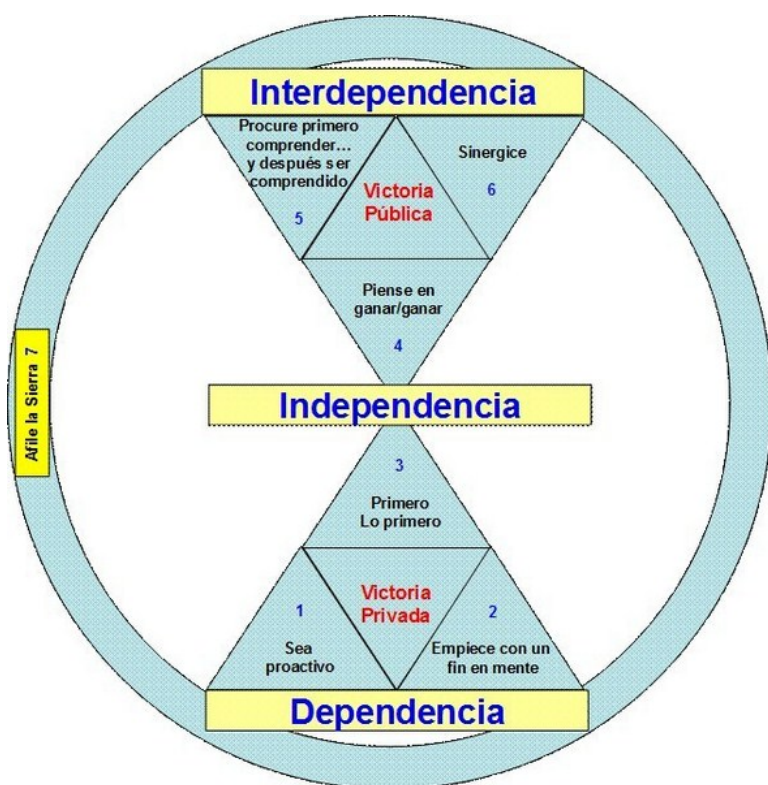 Interdependencia
Procure primero
comprender...
y después ser
comprendido
5
Victoria
Pública
Sinergice
6
Piense en
ganar/ganar
4
Afile la Sierra 7
Independencia
3
Primero
Lo primero
1
Sea
proactivo
Victoria
Privada
2
Empiece con un
fin en mente
Dependencia